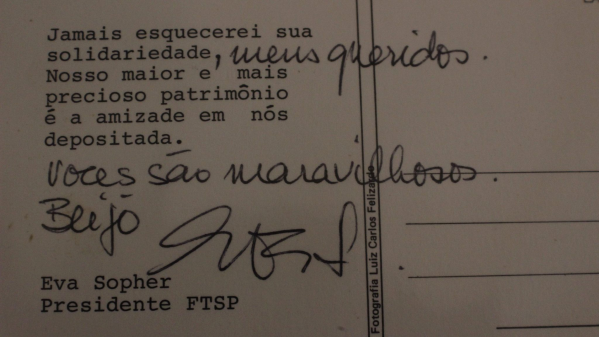 Jamais esquecerei sua
solidariedade, meus queridos.
Nosso maior e mais
precioso patrimônio
é a amizade em nós
depositada.
Voces são maravilhosos.
Beijo
Eva Sopher
Presidente FTSP
Fotografia Luiz Carlos Felizardo